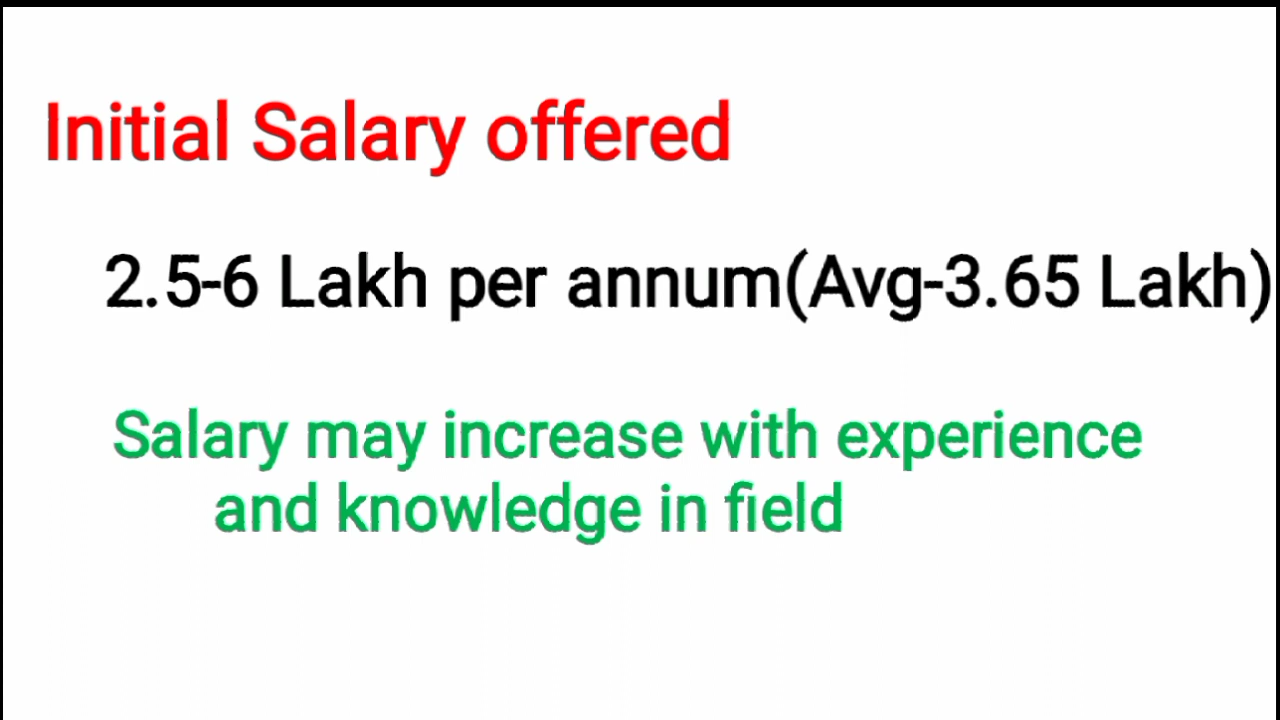 Initial Salary offered
2.5-6 Lakh per annum(Avg-3.65 Lakh)
Salary may increase with experience
and knowledge in field